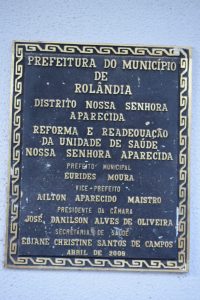 PREFEITURA DO MUNICÍPIO
DE
ROLÂNDIA
DISTRITO NOSSA SENHORA
APARECIDA
REFORMA E READEQUAÇÃO
DA UNIDADE DE SAÚDE
NOSSA SENHORA APARECIDA
PREFEITO MUNICIPAL
EURIDES MOURA
VICE-PREFEITO
AILTON APARECIDO MAISTRO
PRESIDENTE DA CÂMARA
JOSÉ DANILSON ALVES DE OLIVEIRA
SECRETÁRIA DE SAÚDE
CHRISTINE SANTOS DE CAMPOS
ABRIL DE 2009